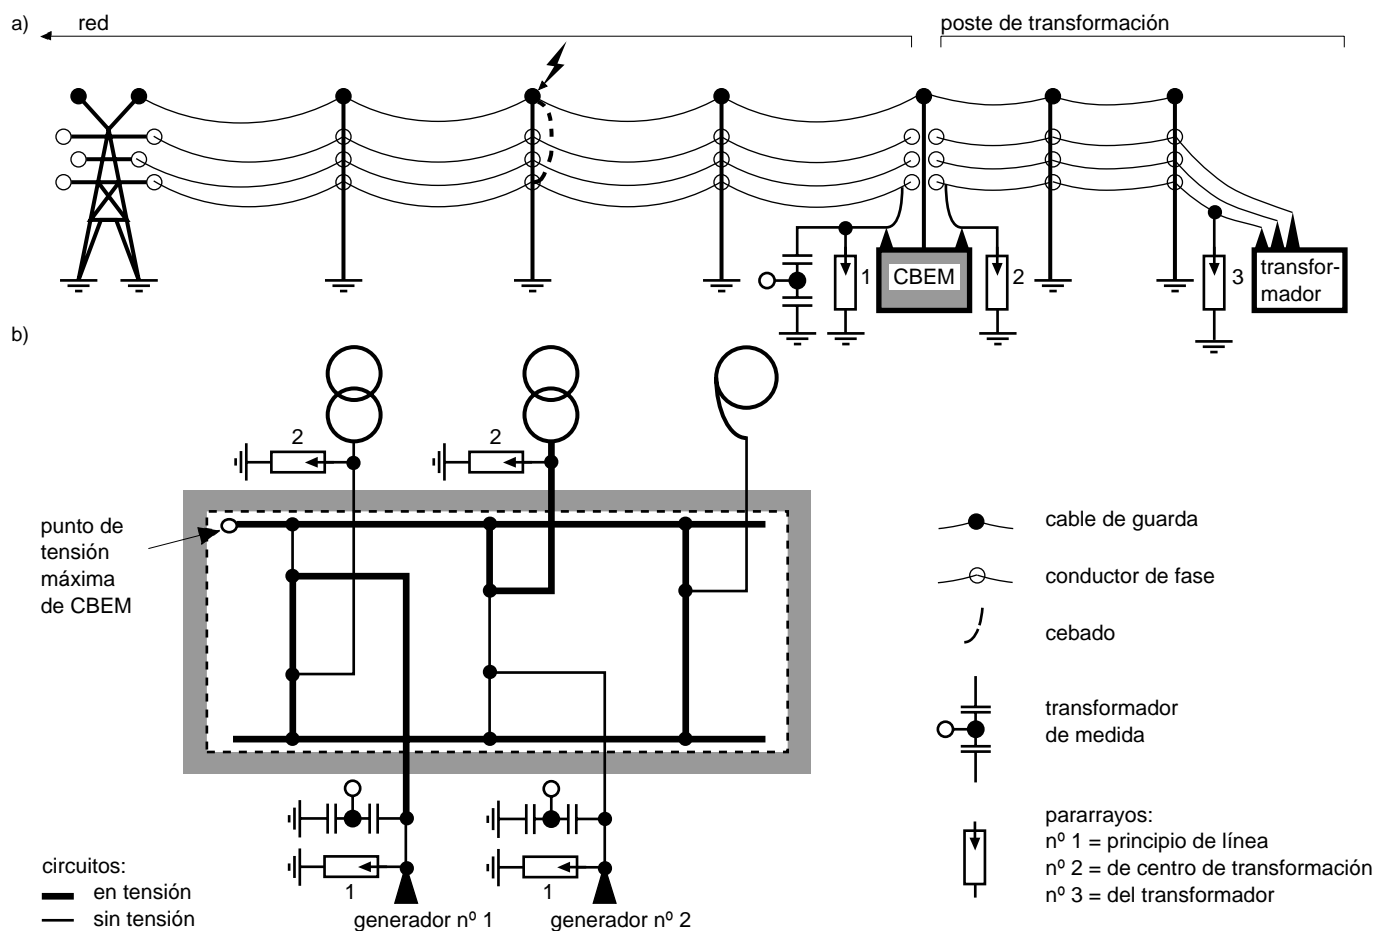 a)
red
poste de transformación
1
CBEM
2
3
transfor-
mador
b)
2
2
punto de
tensión
máxima
de CBEM
cable de guarda
conductor de fase
cebado
transformador
de medida
pararrayos:
nº 1 = principio de línea
nº 2 = de centro de transformación
nº 3 = del transformador
circuitos:
en tensión
sin tensión
1
1
generador nº 1
generador nº 2